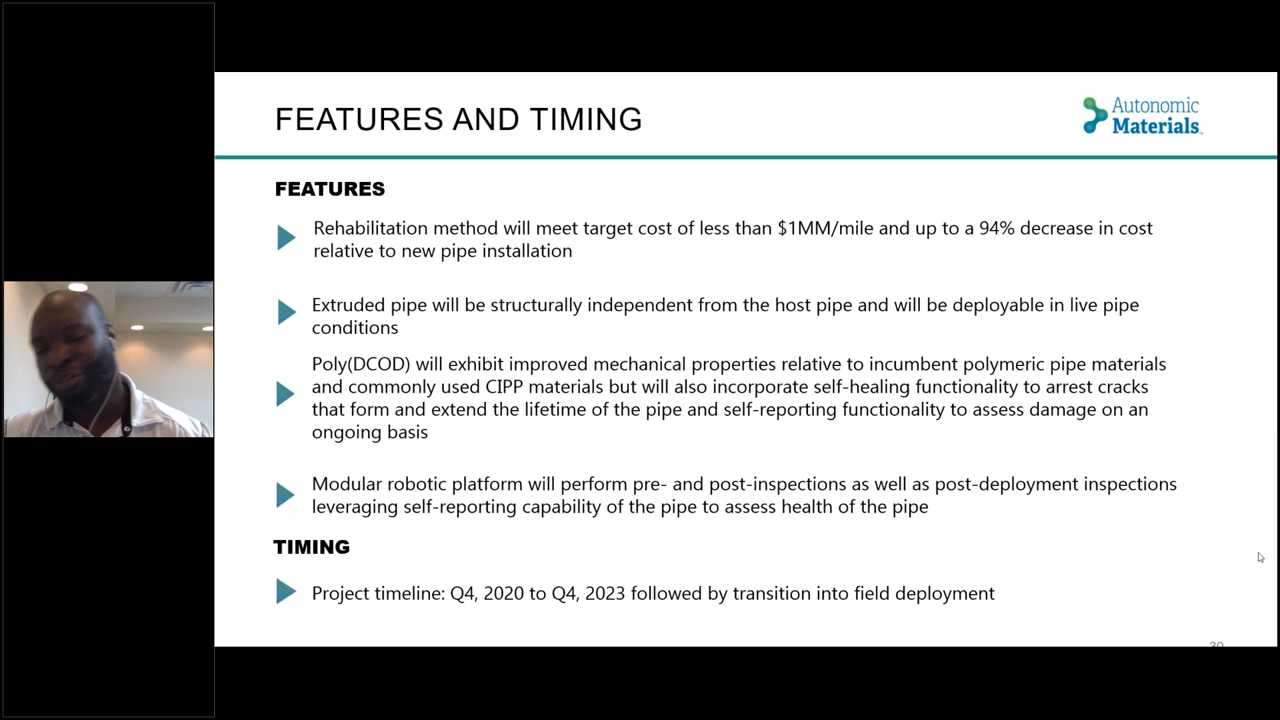 FEATURES AND TIMING
Autonomic
Materials
FEATURES
Rehabilitation method will meet target cost of less than $1MM/mile and up to a 94% decrease in cost
relative to new pipe installation
Extruded pipe will be structurally independent from the host pipe and will be deployable in live pipe
conditions
Poly(DCOD) will exhibit improved mechanical properties relative to incumbent polymeric pipe materials
and commonly used CIPP materials but will also incorporate self-healing functionality to arrest cracks
that form and extend the lifetime of the pipe and self-reporting functionality to assess damage on an
ongoing basis
Modular robotic platform will perform pre- and post-inspections as well as post-deployment inspections
leveraging self-reporting capability of the pipe to assess health of the pipe
TIMING
Project timeline: Q4, 2020 to Q4, 2023 followed by transition into field deployment